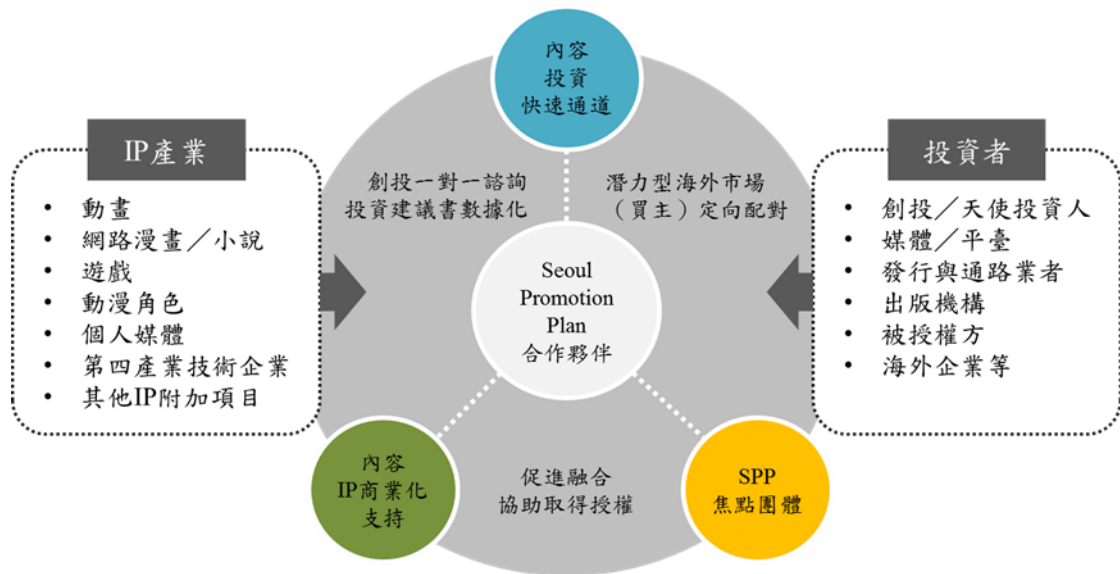 內容
投資
快速通道
IP產業
• 動畫
• 網路漫畫／小說
• 遊戲
• 動漫角色
• 個人媒體
• 第四產業技術企業
• 其他IP附加項目
創投一對一諮詢
投資建議書數據化
潛力型海外市場
（買主）定向配對
Seoul
Promotion
Plan
合作夥伴
投資者
• 創投／天使投資人
• 媒體／平臺
• 發行與通路業者
• 出版機構
• 被授權方
• 海外企業等
內容
IP商業化
支持
促進融合
協助取得授權
SPP
焦點團體